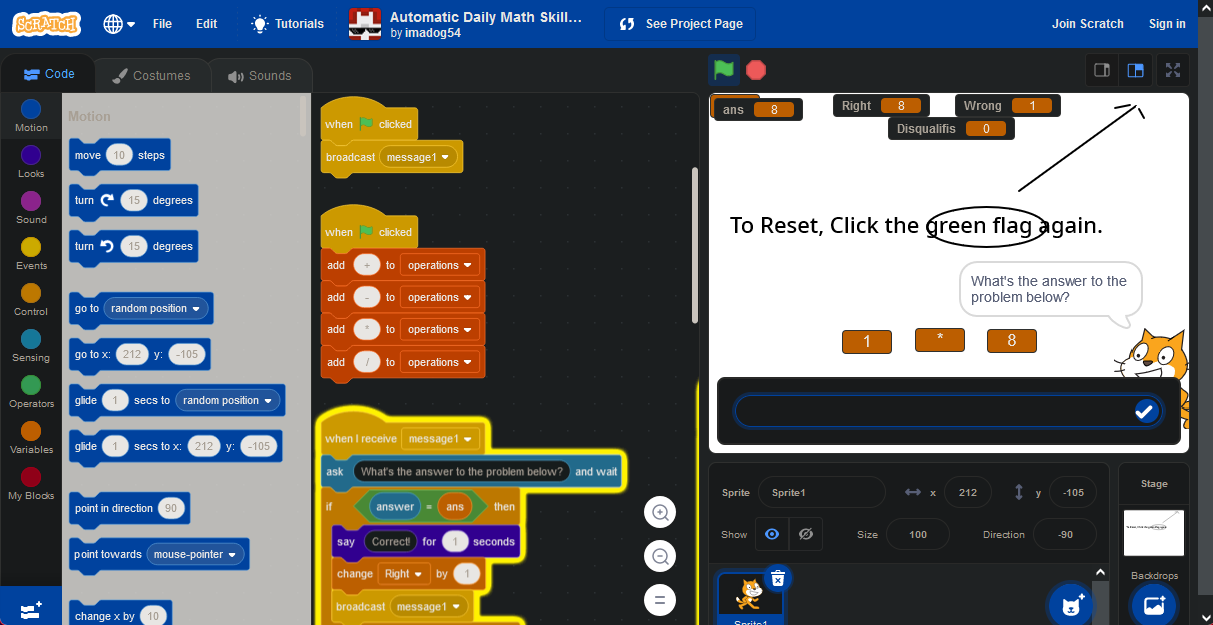 SCRATCH
File
Edit
Tutorials
Automatic Daily Math Skill...
by imadog54
See Project Page
Join Scratch
Sign in
Code
Costumes
Sounds
Motion
Looks
Sound
Events
Control
Sensing
Operators
Variables
My Blocks
Motion
move 10 steps
turn 15 degrees
turn 15 degrees
go to random position
go to x: 212 y: -105
glide 1 secs to random position
glide 1 secs to x: 212 y: -105
point in direction 90
point towards mouse-pointer
change x by 10
when clicked
broadcast message1
when clicked
add + to operations
add - to operations
add * to operations
add / to operations
when I receive message1
ask What's the answer to the problem below? and wait
if answer = ans then
say Correct! for 1 seconds
change Right by 1
broadcast message1
ans 8
Right 8
Wrong 1
Disqualifis 0
To Reset, Click the green flag again.
What's the answer to the
problem below?
1 * 8
Sprite Sprite1 x 212 y -105
Show Size 100 Direction -90
Sprite1
Stage
Backdrops